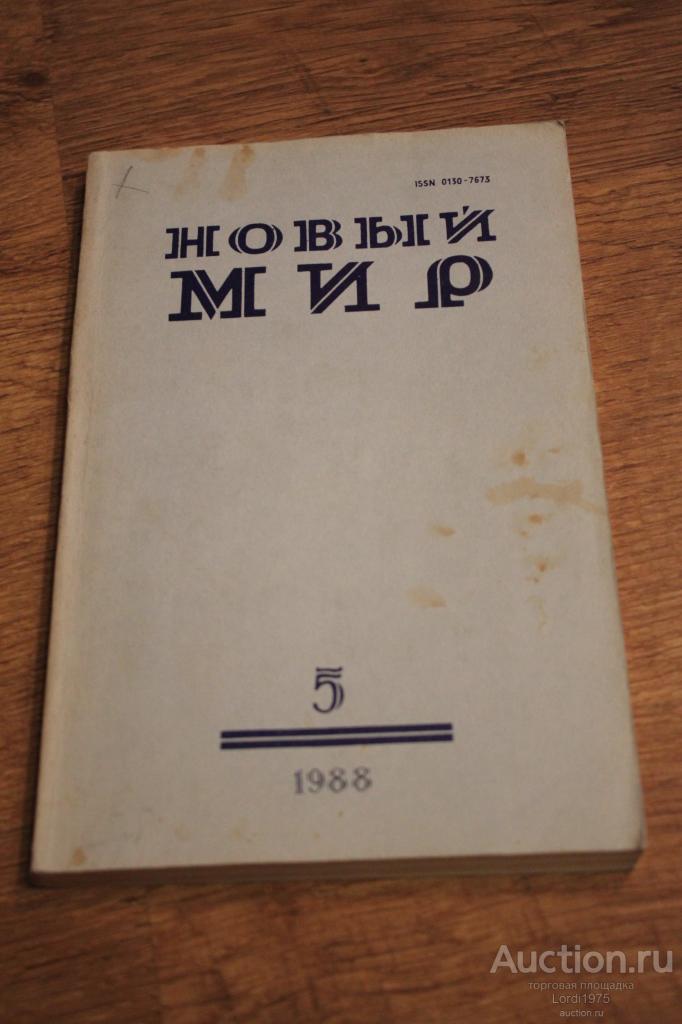 ISSN 0130-7673
НОВЫЙ
МИР
5
1988
Auction.ru
торговая площадка
Lordi1975
auction.ru